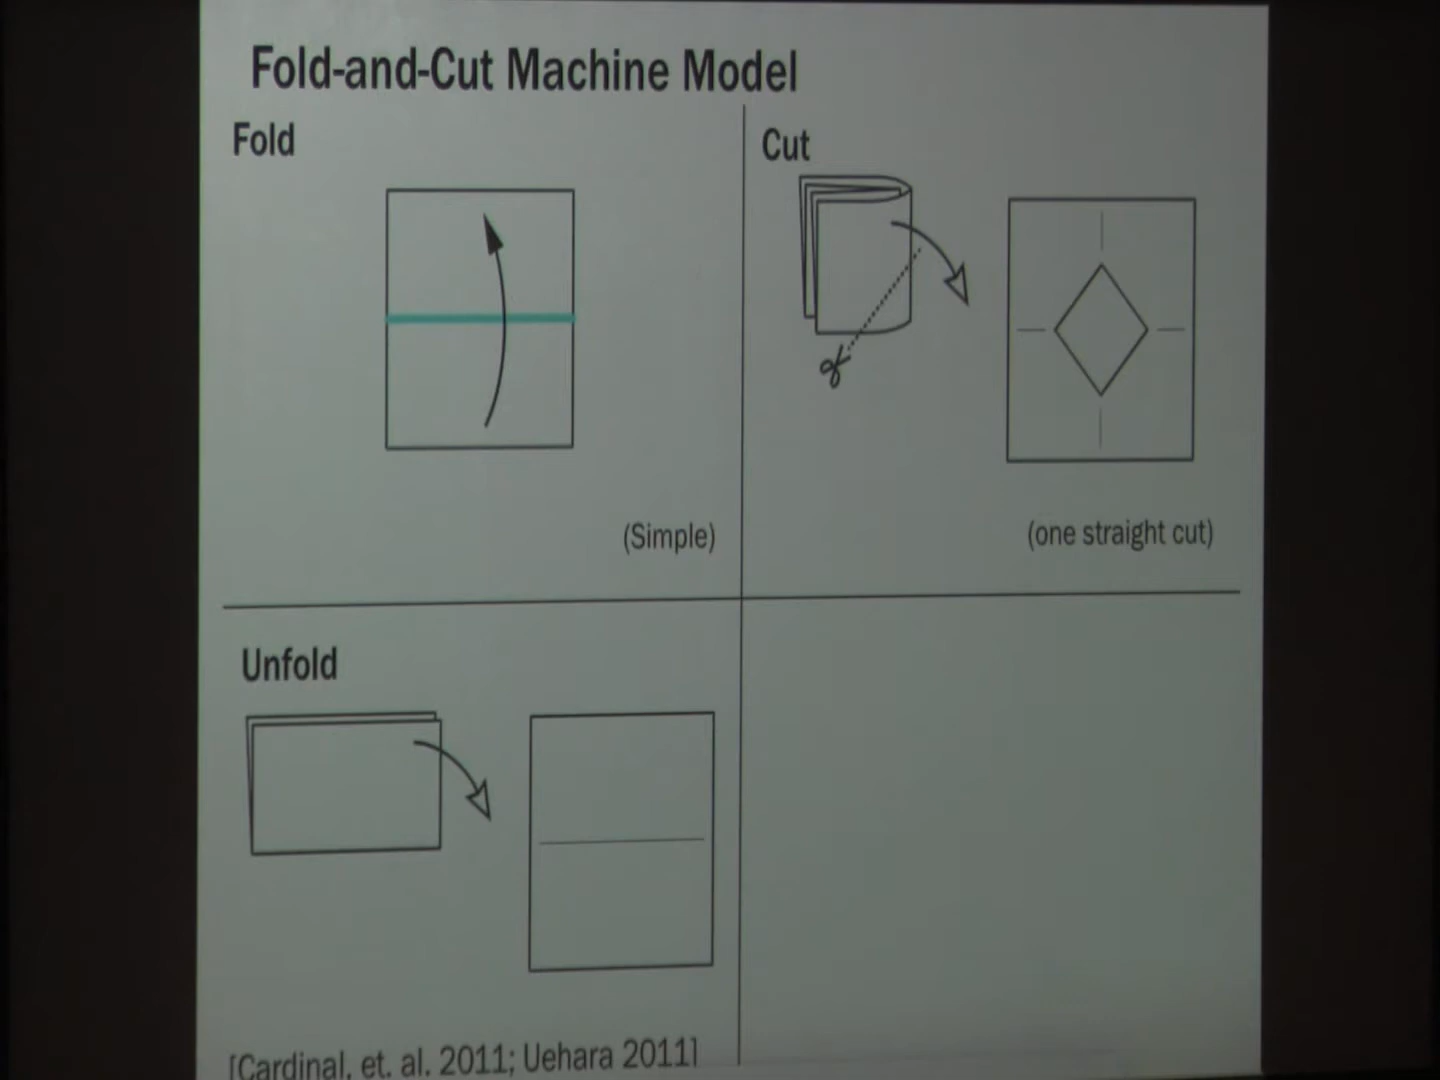 Fold-and-Cut Machine Model
Fold
Cut
(Simple)
(one straight cut)
Unfold
[Cardinal, et. al. 2011; Uehara 2011]